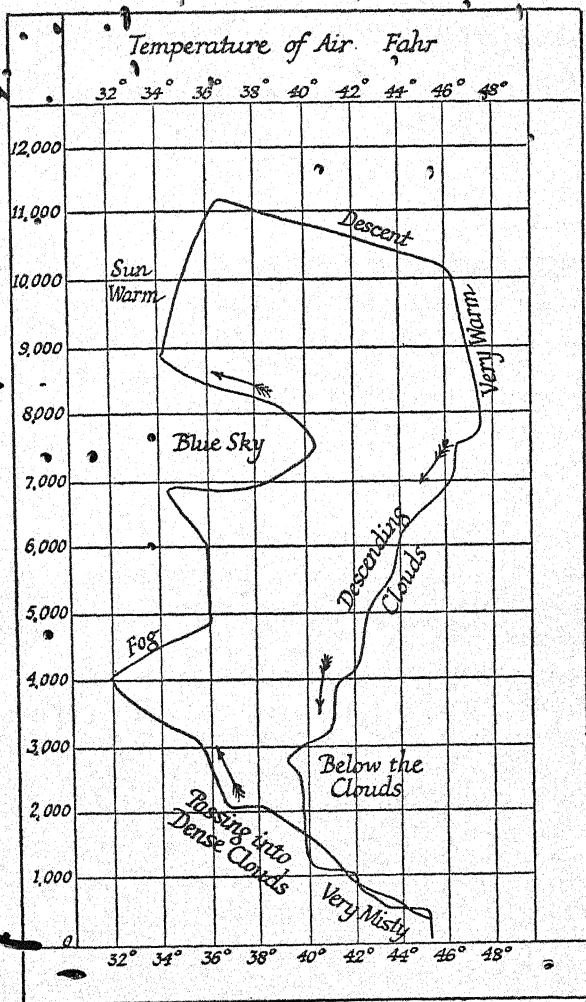 Temperature of Air. Fahr
32° 34° 36° 38° 40° 42° 44° 46° 48°
12,000
11,000
Descent
10,000
Sun
Warm
Very Warm
9,000
8,000
Blue Sky
7,000
6,000
Descending
Clouds
5,000
Fog
4,000
3,000
Below the
Clouds
2,000
Passing into
Dense Clouds
1,000
Very Misty
0
32° 34° 36° 38° 40° 42° 44° 46° 48°